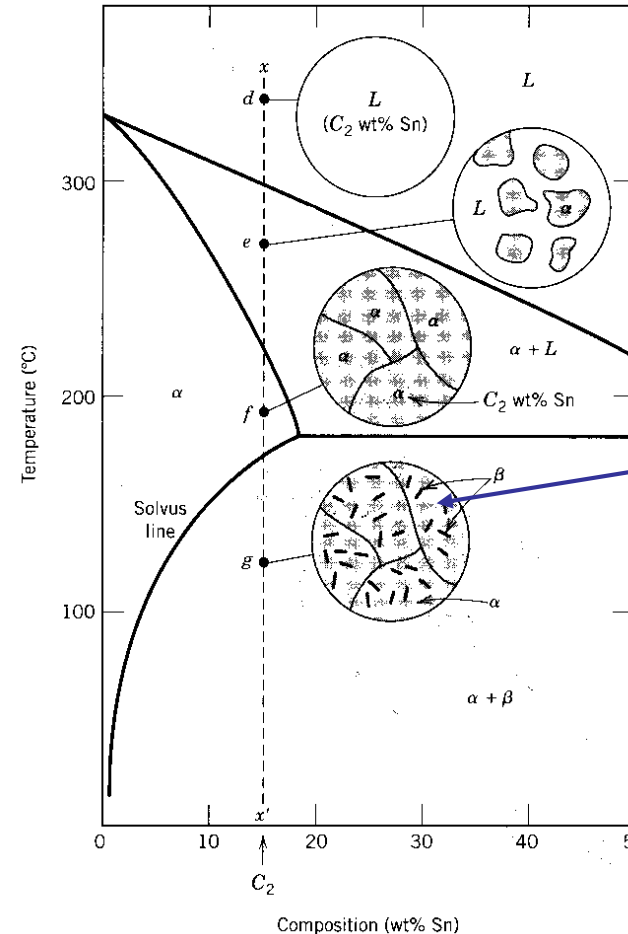 x
d
L
(C₂ wt% Sn)
L
300
L
α
e
α
α
α
α + L
α
200
f
α
C₂ wt% Sn
Temperature (°C)
Solvus
line
β
g
α
100
α + β
x′
0
10
20
30
40
5
C₂
Composition (wt% Sn)